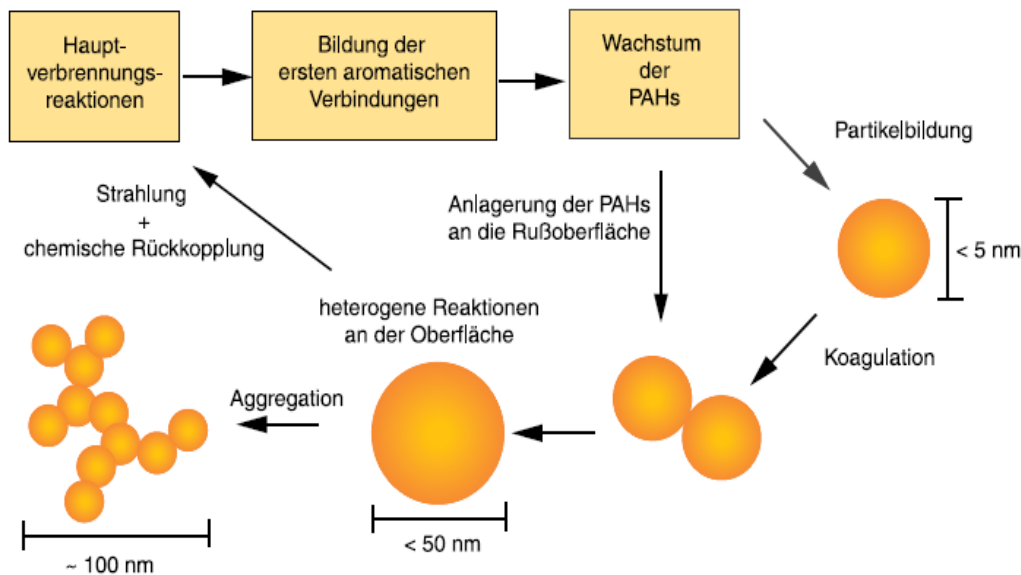 Haupt-
verbrennungs-
reaktionen
Bildung der
ersten aromatischen
Verbindungen
Wachstum
der
PAHs
Partikelbildung
Strahlung
+
chemische Rückkopplung
Anlagerung der PAHs
an die Rußoberfläche
< 5 nm
heterogene Reaktionen
an der Oberfläche
Koagulation
Aggregation
< 50 nm
~ 100 nm